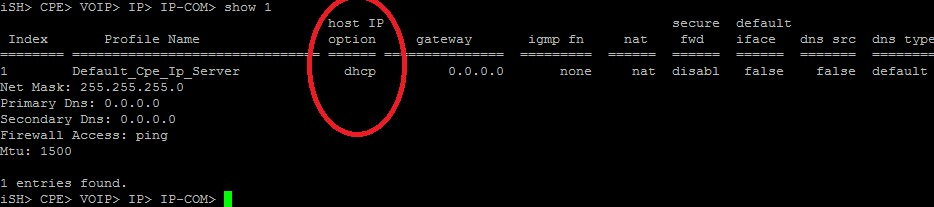 iSH> CPE> VOIP> IP> IP-COM> show 1
host IP secure default
Index Profile Name option gateway igmp fn nat fwd iface dns src dns type
======= ========================== ======= =============== ========= ====== ======= ======= ======= ========
1 Default_Cpe_Ip_Server dhcp 0.0.0.0 none nat disabl false false default
Net Mask: 255.255.255.0
Primary Dns: 0.0.0.0
Secondary Dns: 0.0.0.0
Firewall Access: ping
Mtu: 1500
1 entries found.
iSH> CPE> VOIP> IP> IP-COM>